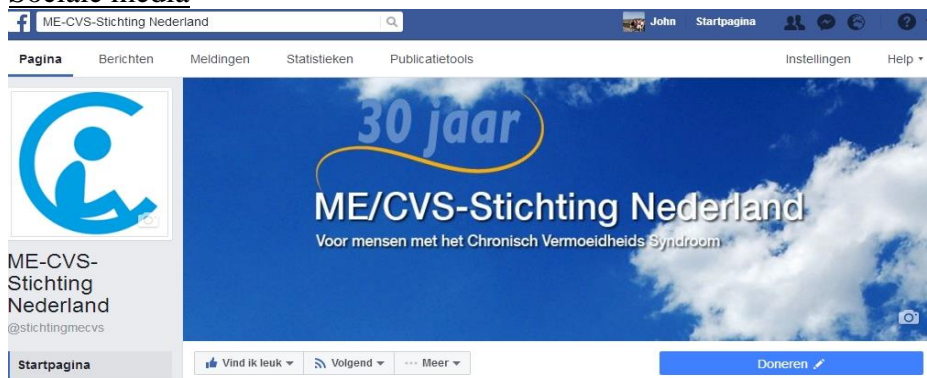 Sociale media
ME-CVS-Stichting Nederland
John Startpagina
Pagina Berichten Meldingen Statistieken Publicatietools Instellingen Help
30 jaar
ME/CVS-Stichting Nederland
Voor mensen met het Chronisch Vermoeidheids Syndroom
ME-CVS-
Stichting
Nederland
@stichtingmecvs
Startpagina
Vind ik leuk Volgend ··· Meer Doneren